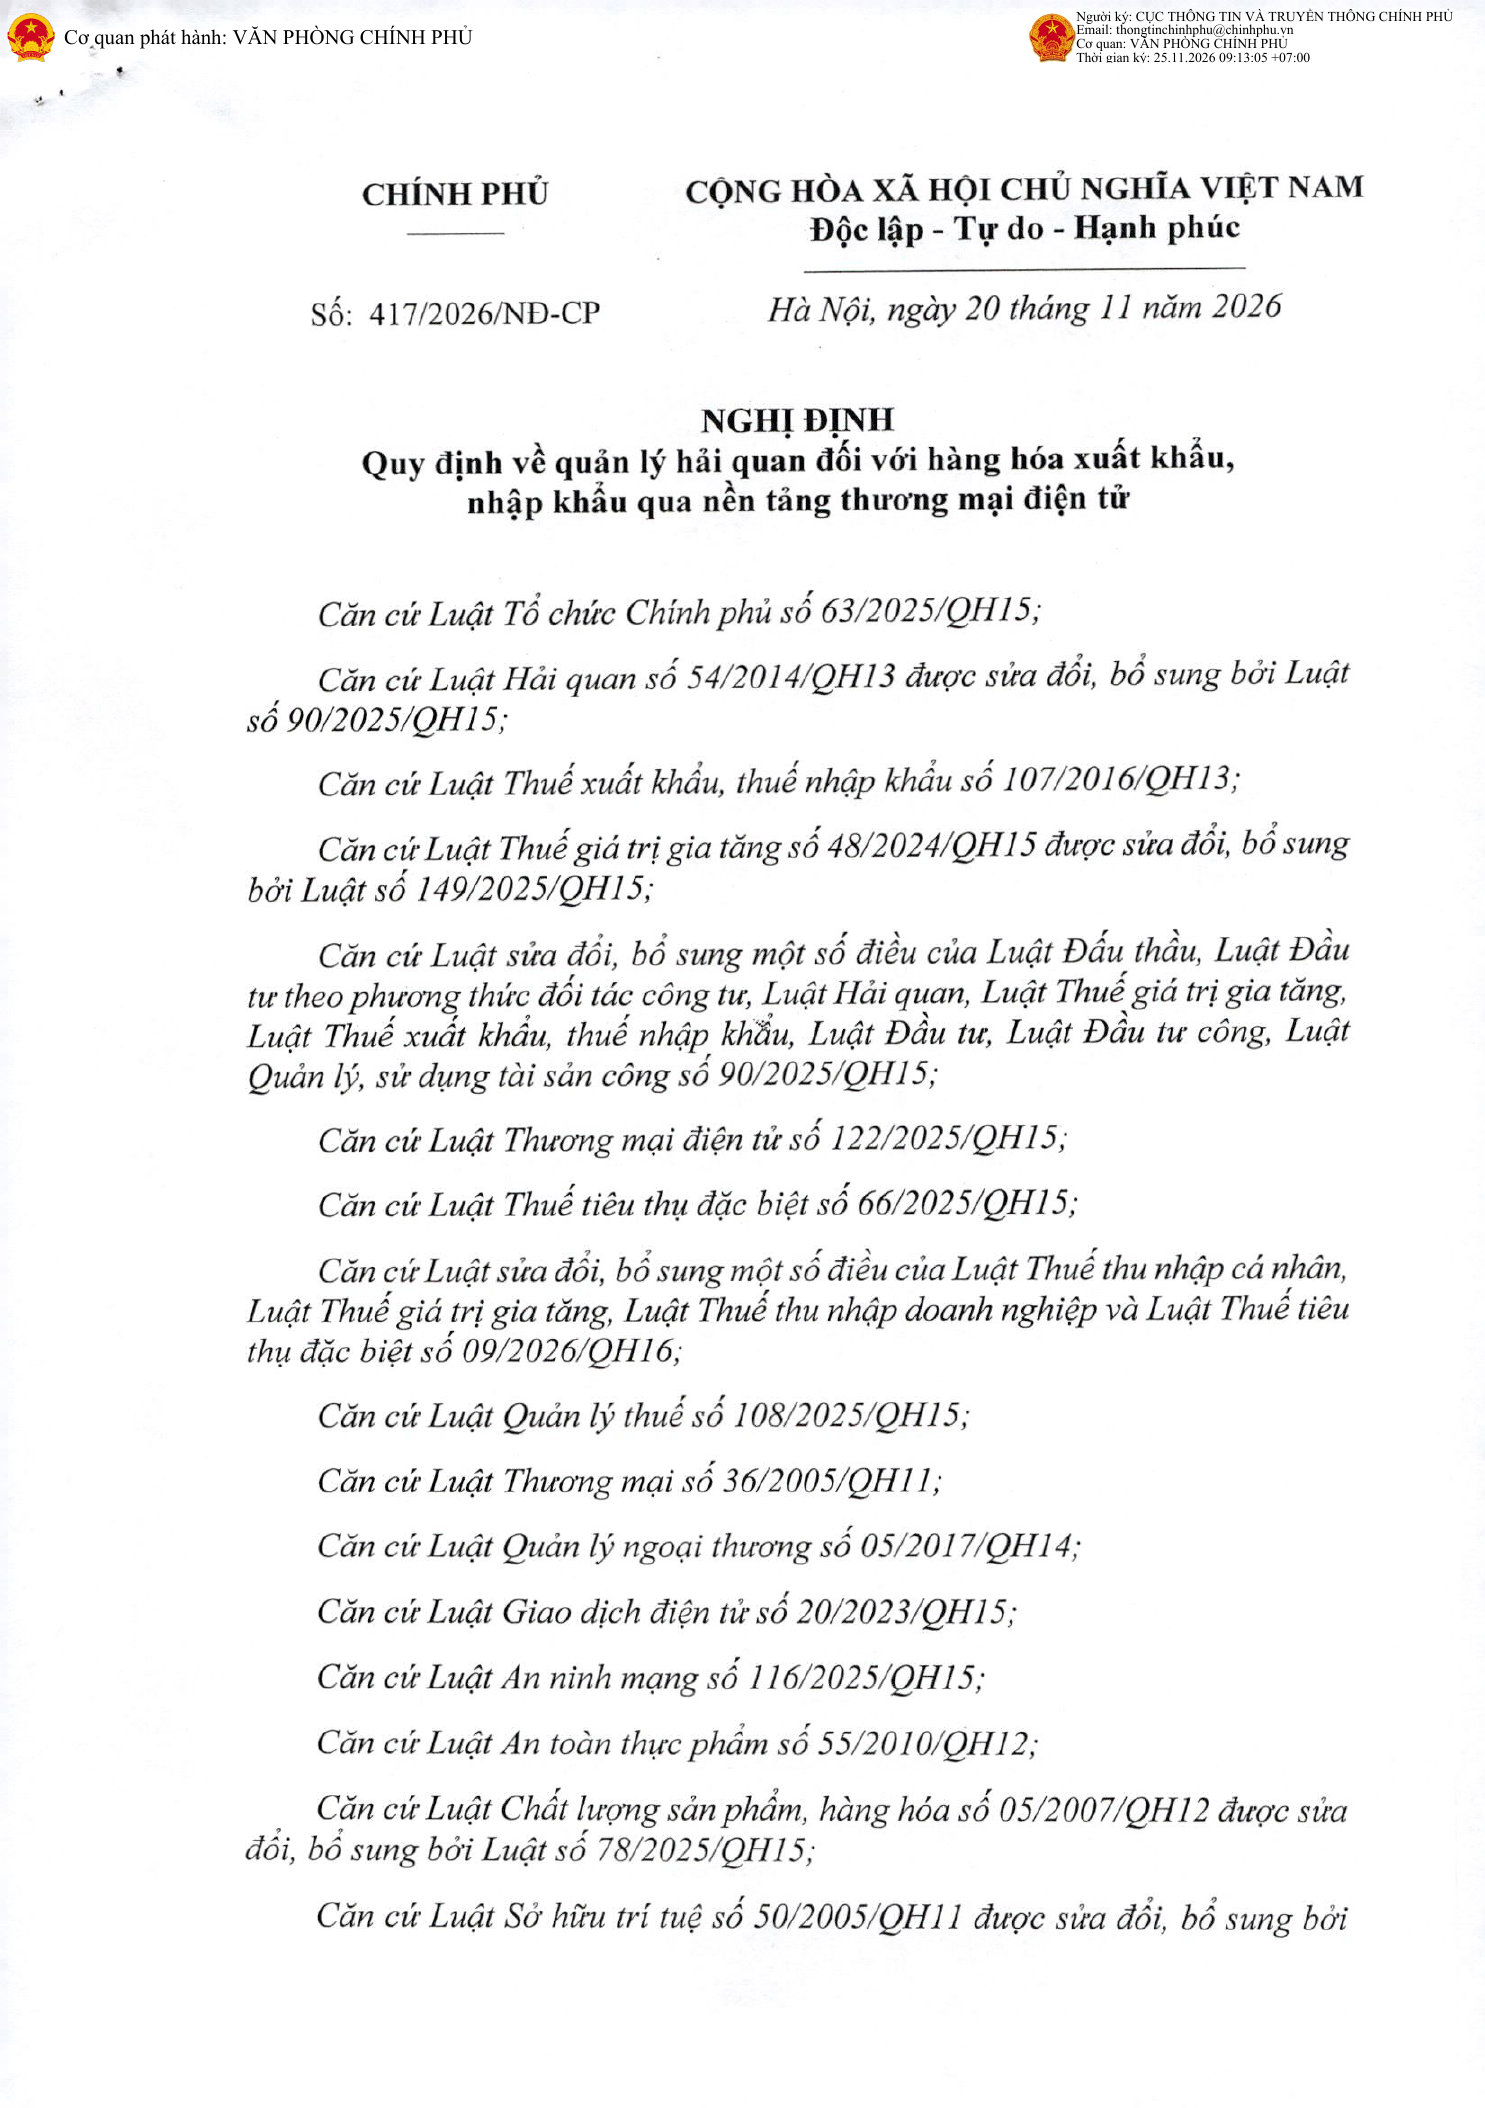 Cơ quan phát hành: VĂN PHÒNG CHÍNH PHỦ
Người ký: CỤC THÔNG TIN VÀ TRUYỀN THÔNG CHÍNH PHỦ
Email: thongtinchinhphu@chinhphu.vn
Cơ quan: VĂN PHÒNG CHÍNH PHỦ
Thời gian ký: 25.11.2026 09:13:05 +07:00
CHÍNH PHỦ
CỘNG HÒA XÃ HỘI CHỦ NGHĨA VIỆT NAM
Độc lập - Tự do - Hạnh phúc
Số: 417/2026/NĐ-CP
Hà Nội, ngày 20 tháng 11 năm 2026
NGHỊ ĐỊNH
Quy định về quản lý hải quan đối với hàng hóa xuất khẩu,
nhập khẩu qua nền tảng thương mại điện tử
Căn cứ Luật Tổ chức Chính phủ số 63/2025/QH15;
Căn cứ Luật Hải quan số 54/2014/QH13 được sửa đổi, bổ sung bởi Luật
số 90/2025/QH15;
Căn cứ Luật Thuế xuất khẩu, thuế nhập khẩu số 107/2016/QH13;
Căn cứ Luật Thuế giá trị gia tăng số 48/2024/QH15 được sửa đổi, bổ sung
bởi Luật số 149/2025/QH15;
Căn cứ Luật sửa đổi, bổ sung một số điều của Luật Đấu thầu, Luật Đầu
tư theo phương thức đối tác công tư, Luật Hải quan, Luật Thuế giá trị gia tăng,
Luật Thuế xuất khẩu, thuế nhập khẩu, Luật Đầu tư, Luật Đầu tư công, Luật
Quản lý, sử dụng tài sản công số 90/2025/QH15;
Căn cứ Luật Thương mại điện tử số 122/2025/QH15;
Căn cứ Luật Thuế tiêu thụ đặc biệt số 66/2025/QH15;
Căn cứ Luật sửa đổi, bổ sung một số điều của Luật Thuế thu nhập cá nhân,
Luật Thuế giá trị gia tăng, Luật Thuế thu nhập doanh nghiệp và Luật Thuế tiêu
thụ đặc biệt số 09/2026/QH16;
Căn cứ Luật Quản lý thuế số 108/2025/QH15;
Căn cứ Luật Thương mại số 36/2005/QH11;
Căn cứ Luật Quản lý ngoại thương số 05/2017/QH14;
Căn cứ Luật Giao dịch điện tử số 20/2023/QH15;
Căn cứ Luật An ninh mạng số 116/2025/QH15;
Căn cứ Luật An toàn thực phẩm số 55/2010/QH12;
Căn cứ Luật Chất lượng sản phẩm, hàng hóa số 05/2007/QH12 được sửa
đổi, bổ sung bởi Luật số 78/2025/QH15;
Căn cứ Luật Sở hữu trí tuệ số 50/2005/QH11 được sửa đổi, bổ sung bởi